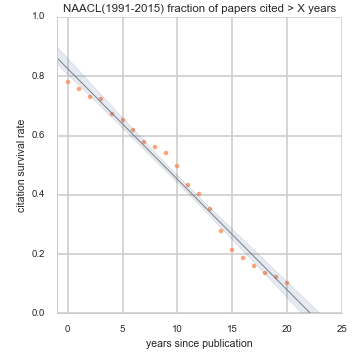 NAACL(1991-2015) fraction of papers cited > X years
1.0
0.8
0.6
0.4
0.2
0.0
citation survival rate
0 5 10 15 20 25
years since publication